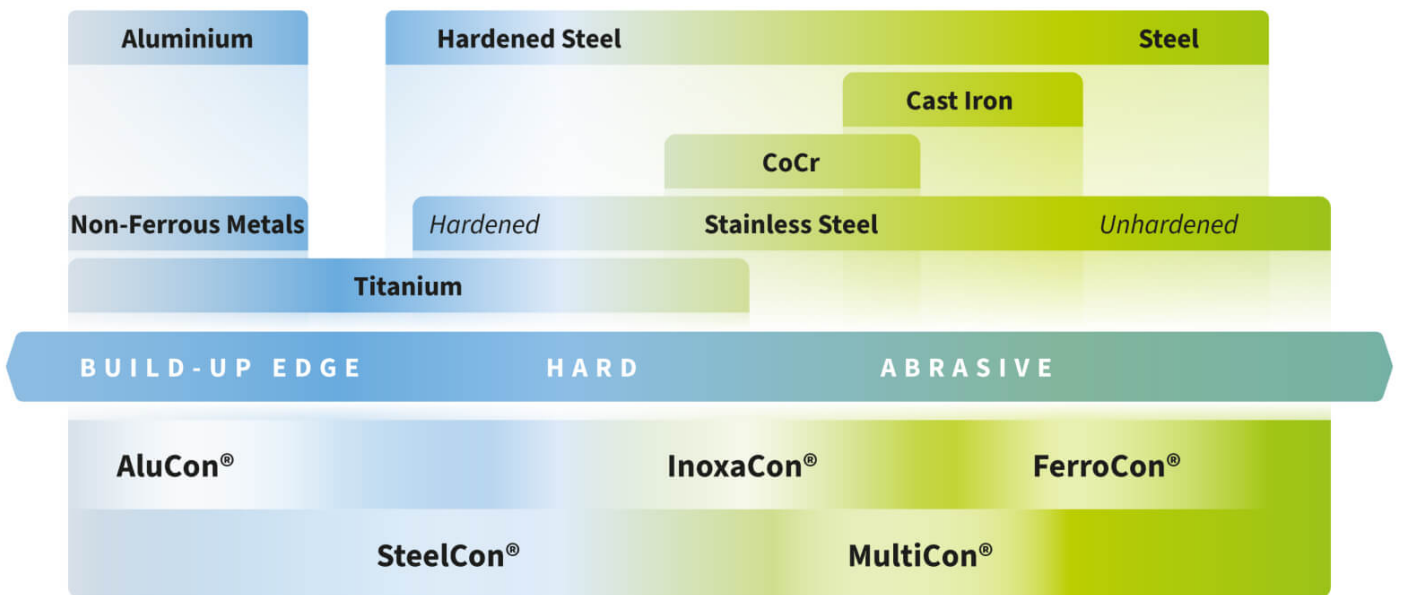 Aluminium
Hardened Steel
Steel
Cast Iron
CoCr
Non-Ferrous Metals
Hardened
Stainless Steel
Unhardened
Titanium
BUILD-UP EDGE
HARD
ABRASIVE
AluCon®
InoxaCon®
FerroCon®
SteelCon®
MultiCon®